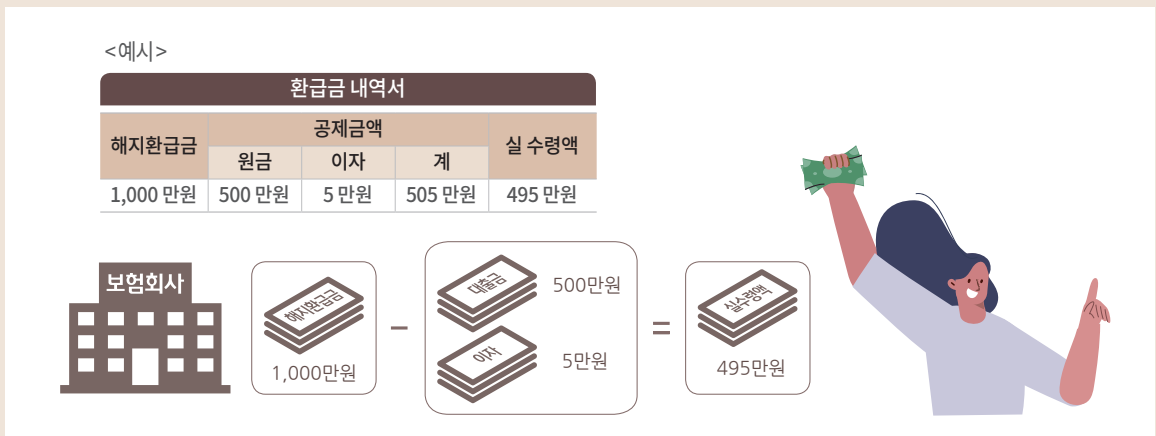 <예시>
환급금 내역서
해지환급금 공제금액 실 수령액
원금 이자 계
1,000 만원 500 만원 5 만원 505 만원 495 만원
보험회사
해지환급금
1,000만원
-
대출금
500만원
이자
5만원
=
실수령액
495만원